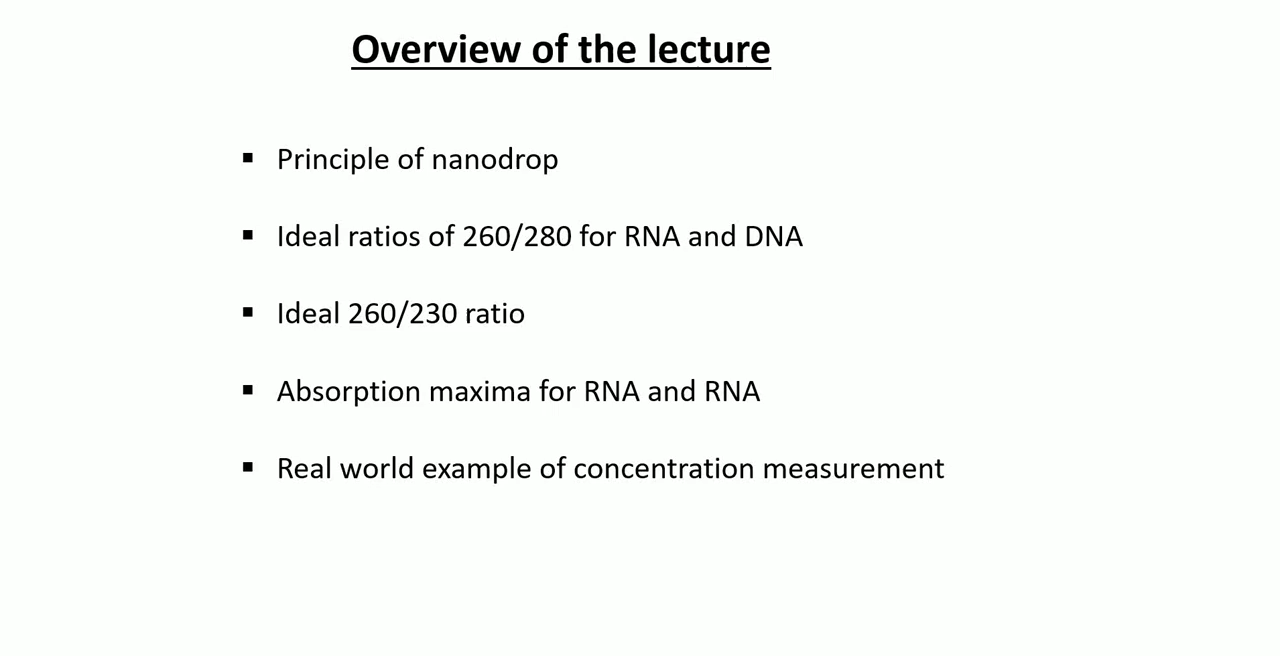 Overview of the lecture
▪ Principle of nanodrop
▪ Ideal ratios of 260/280 for RNA and DNA
▪ Ideal 260/230 ratio
▪ Absorption maxima for RNA and RNA
▪ Real world example of concentration measurement